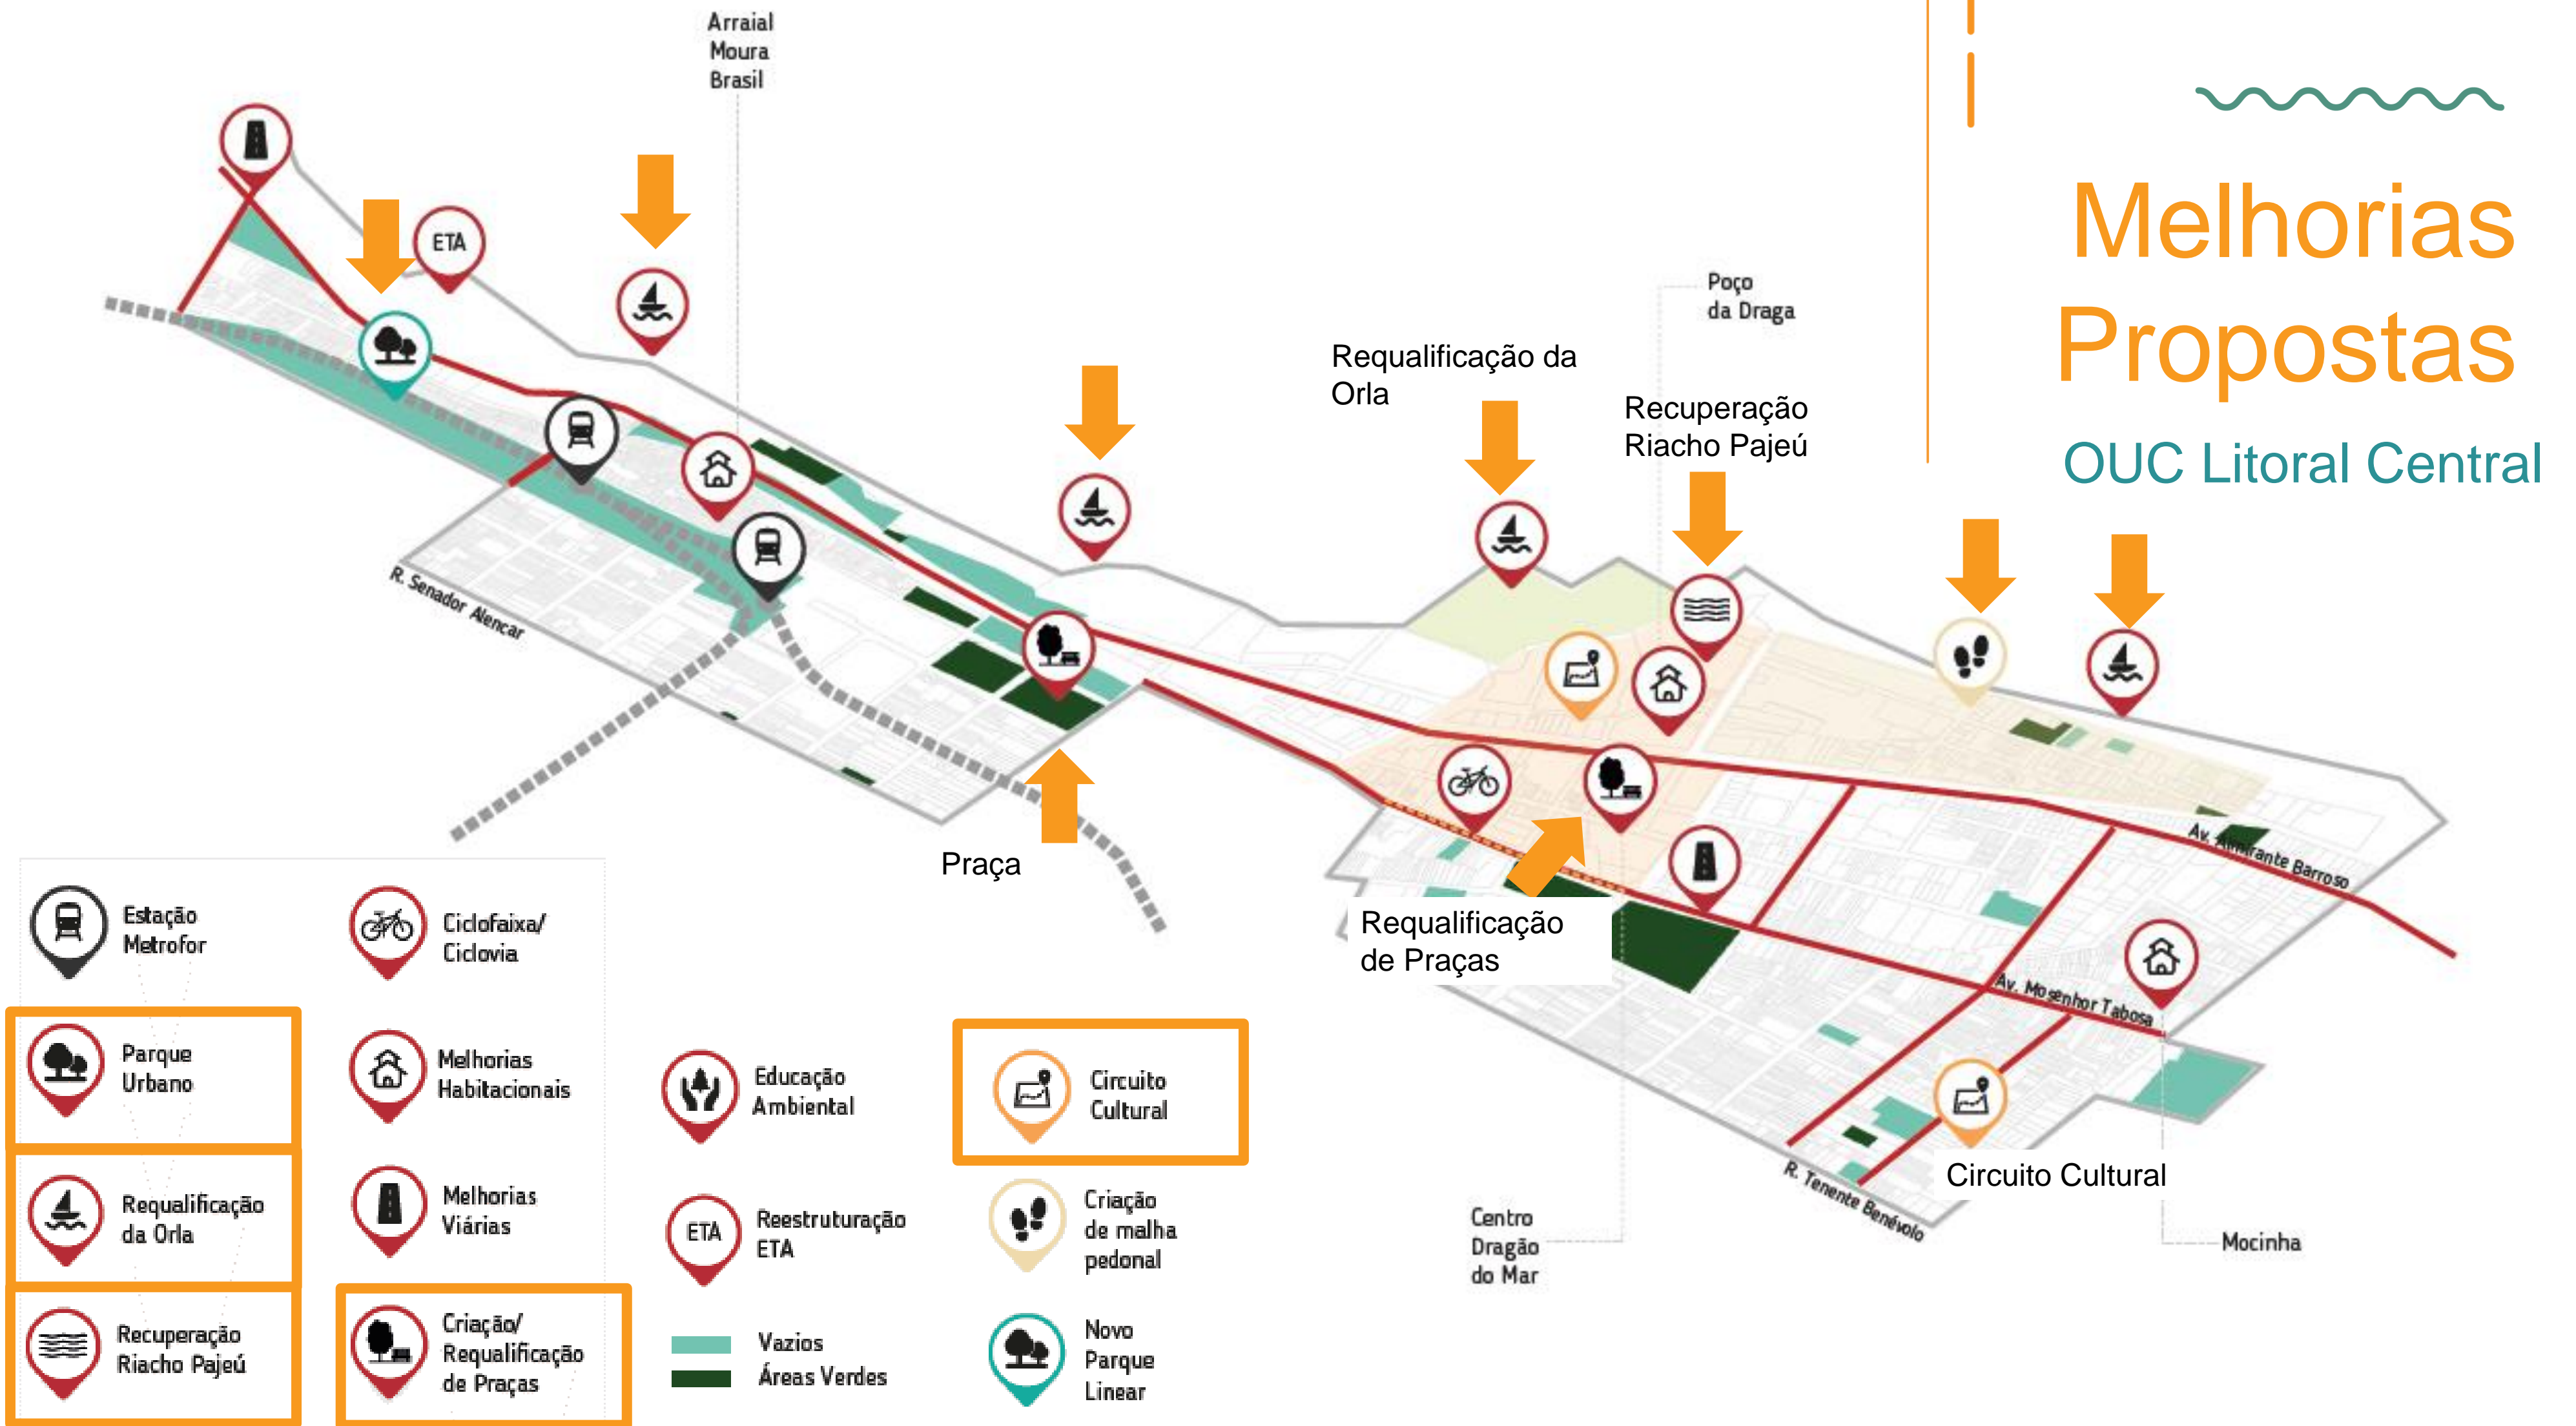 Melhorias
Propostas
OUC Litoral Central
Arraial
Moura
Brasil
ETA
Poço
da Draga
Requalificação da
Orla
Recuperação
Riacho Pajeú
R. Senador Alencar
Praça
Requalificação
de Praças
Av. Almirante Barroso
Av. Mosenhor Tabosa
R. Tenente Benévolo
Circuito Cultural
Centro
Dragão
do Mar
Mocinha
Estação
Metrofor
Parque
Urbano
Requalificação
da Orla
Recuperação
Riacho Pajeú
Ciclofaixa/
Ciclovia
Melhorias
Habitacionais
Melhorias
Viárias
Criação/
Requalificação
de Praças
Educação
Ambiental
ETA
Reestruturação
ETA
Vazios
Áreas Verdes
Circuito
Cultural
Criação
de malha
pedonal
Novo
Parque
Linear